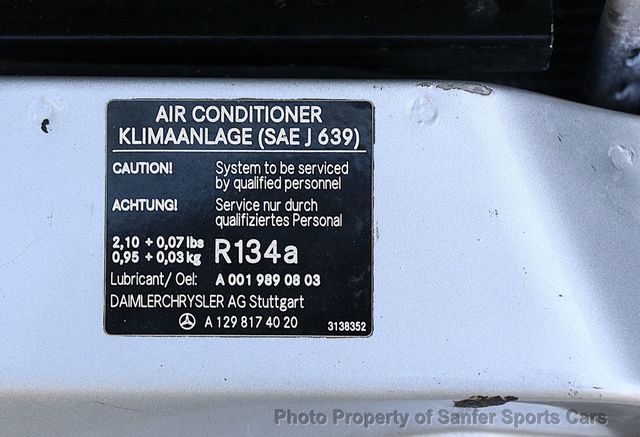 AIR CONDITIONER
KLIMAANLAGE (SAE J 639)
CAUTION! System to be serviced
by qualified personnel
ACHTUNG! Service nur durch
qualifiziertes Personal
2,10 + 0,07 lbs
0,95 + 0,03 kg R134a
Lubricant/ Oel: A 001 989 08 03
DAIMLERCHRYSLER AG Stuttgart
A 129 817 40 20 3138352
Photo Property of Sanfer Sports Cars